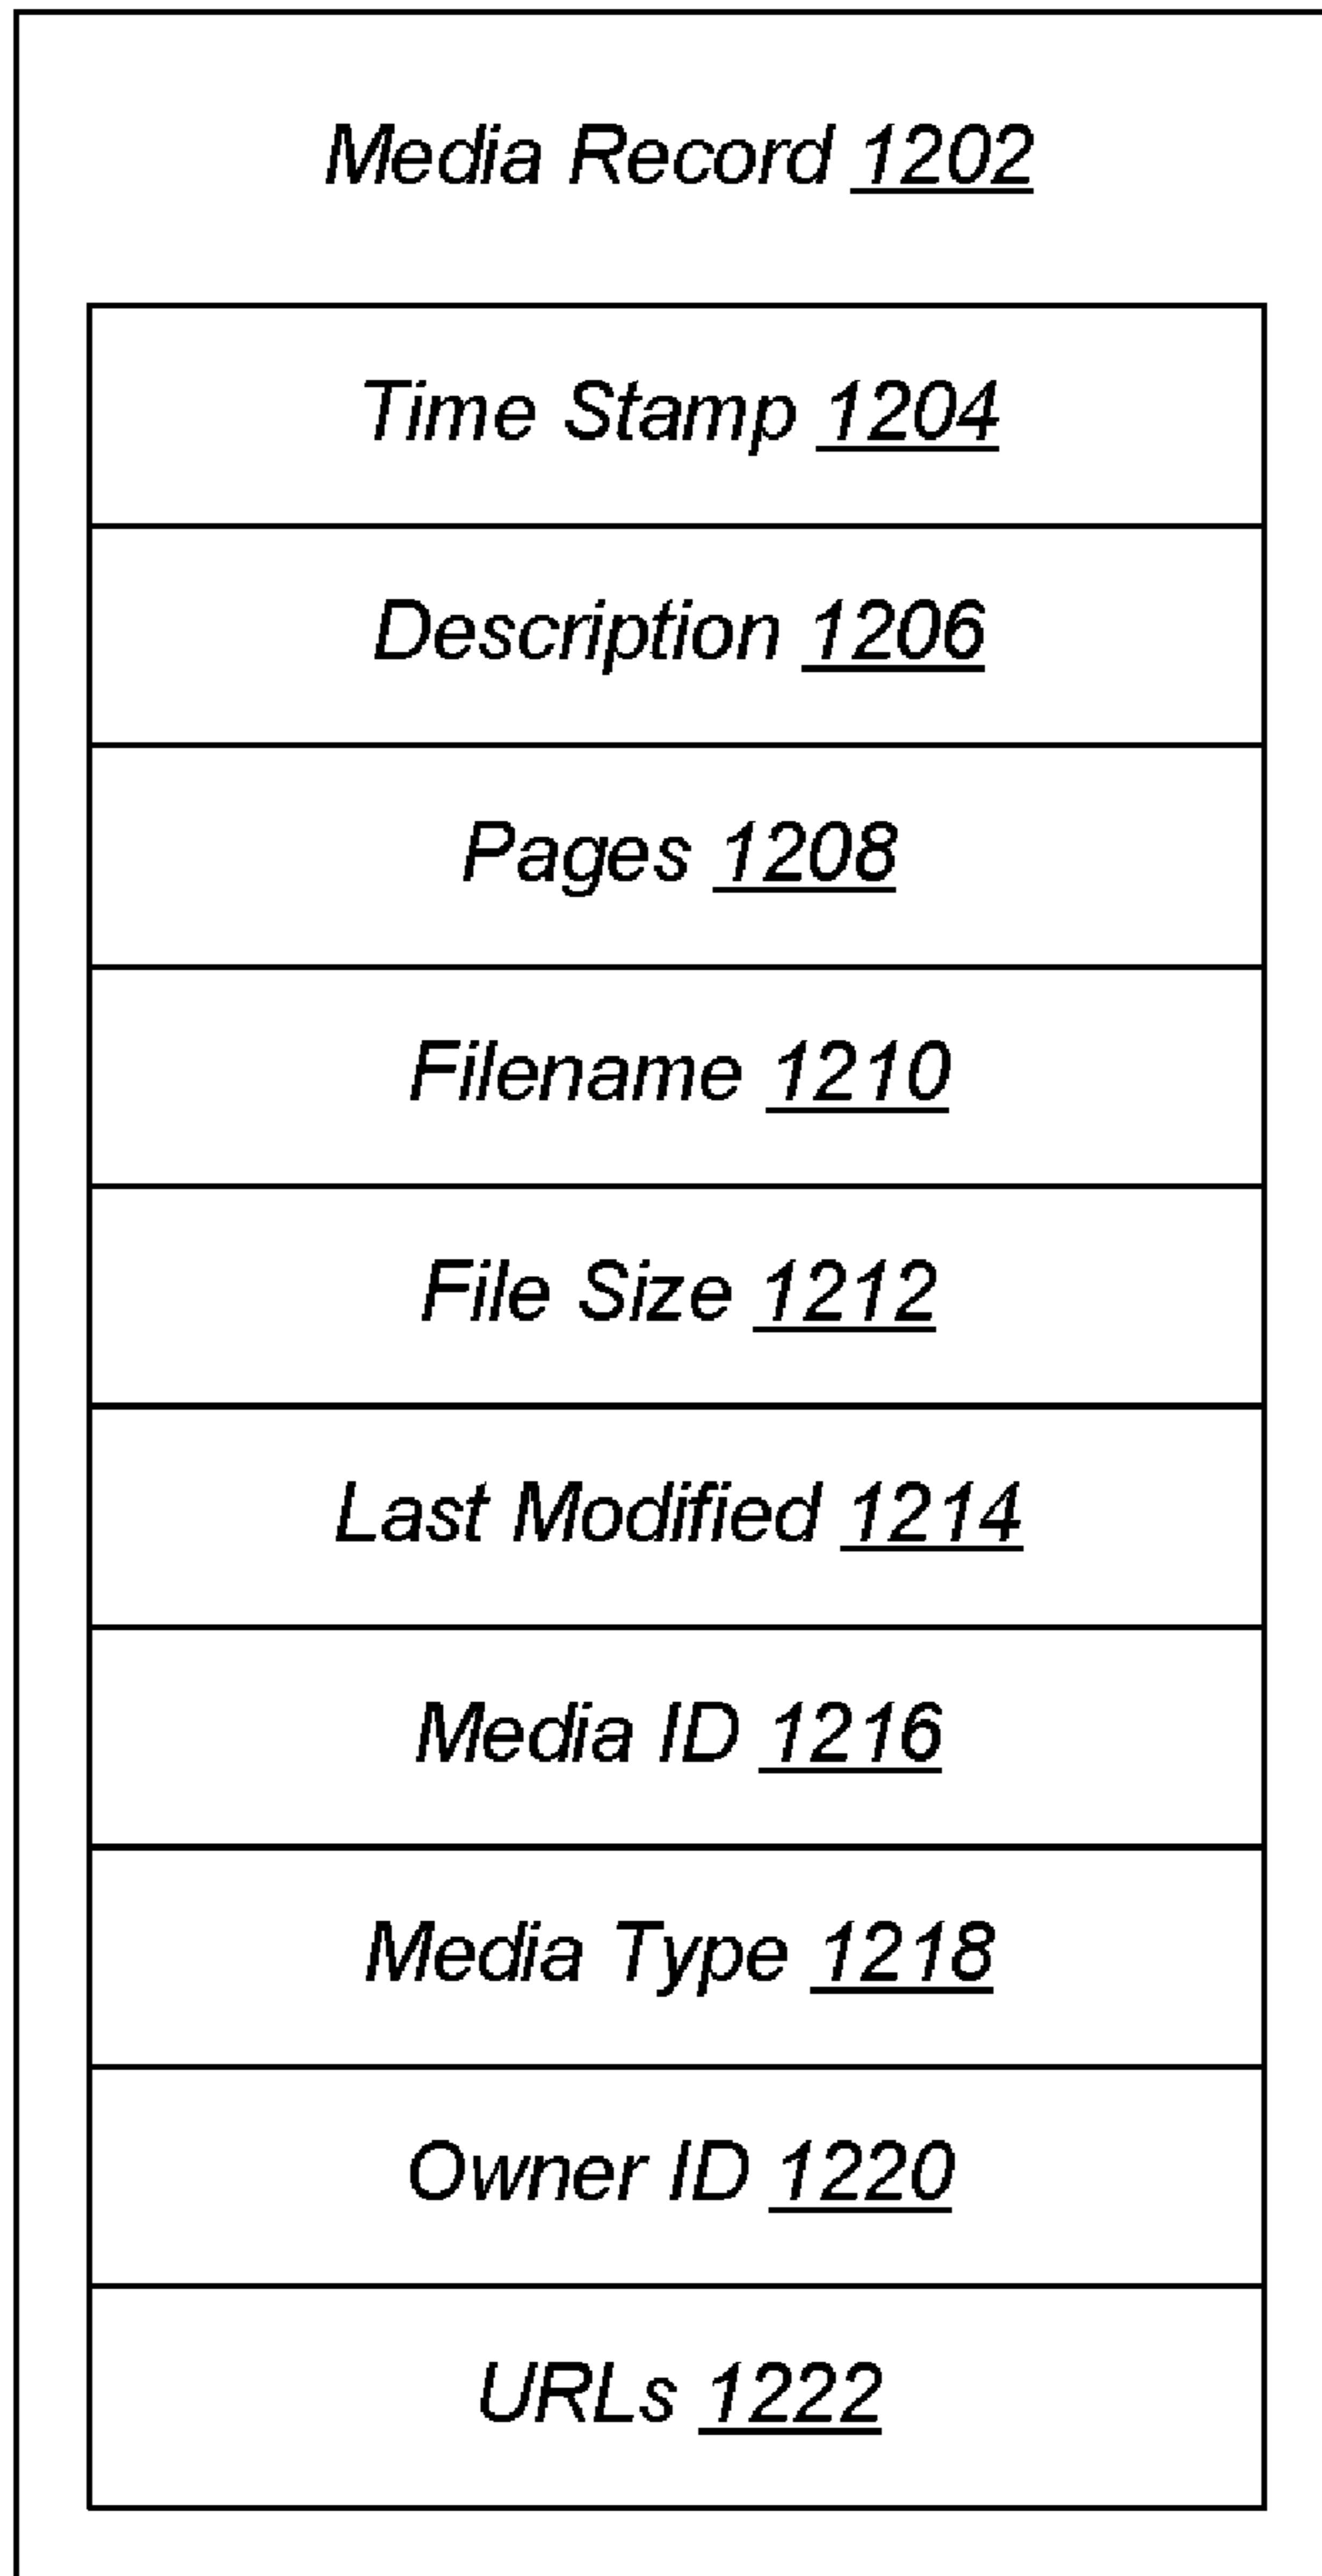 Media Record 1202
Time Stamp 1204
Description 1206
Pages 1208
Filename 1210
File Size 1212
Last Modified 1214
Media ID 1216
Media Type 1218
Owner ID 1220
URLs 1222